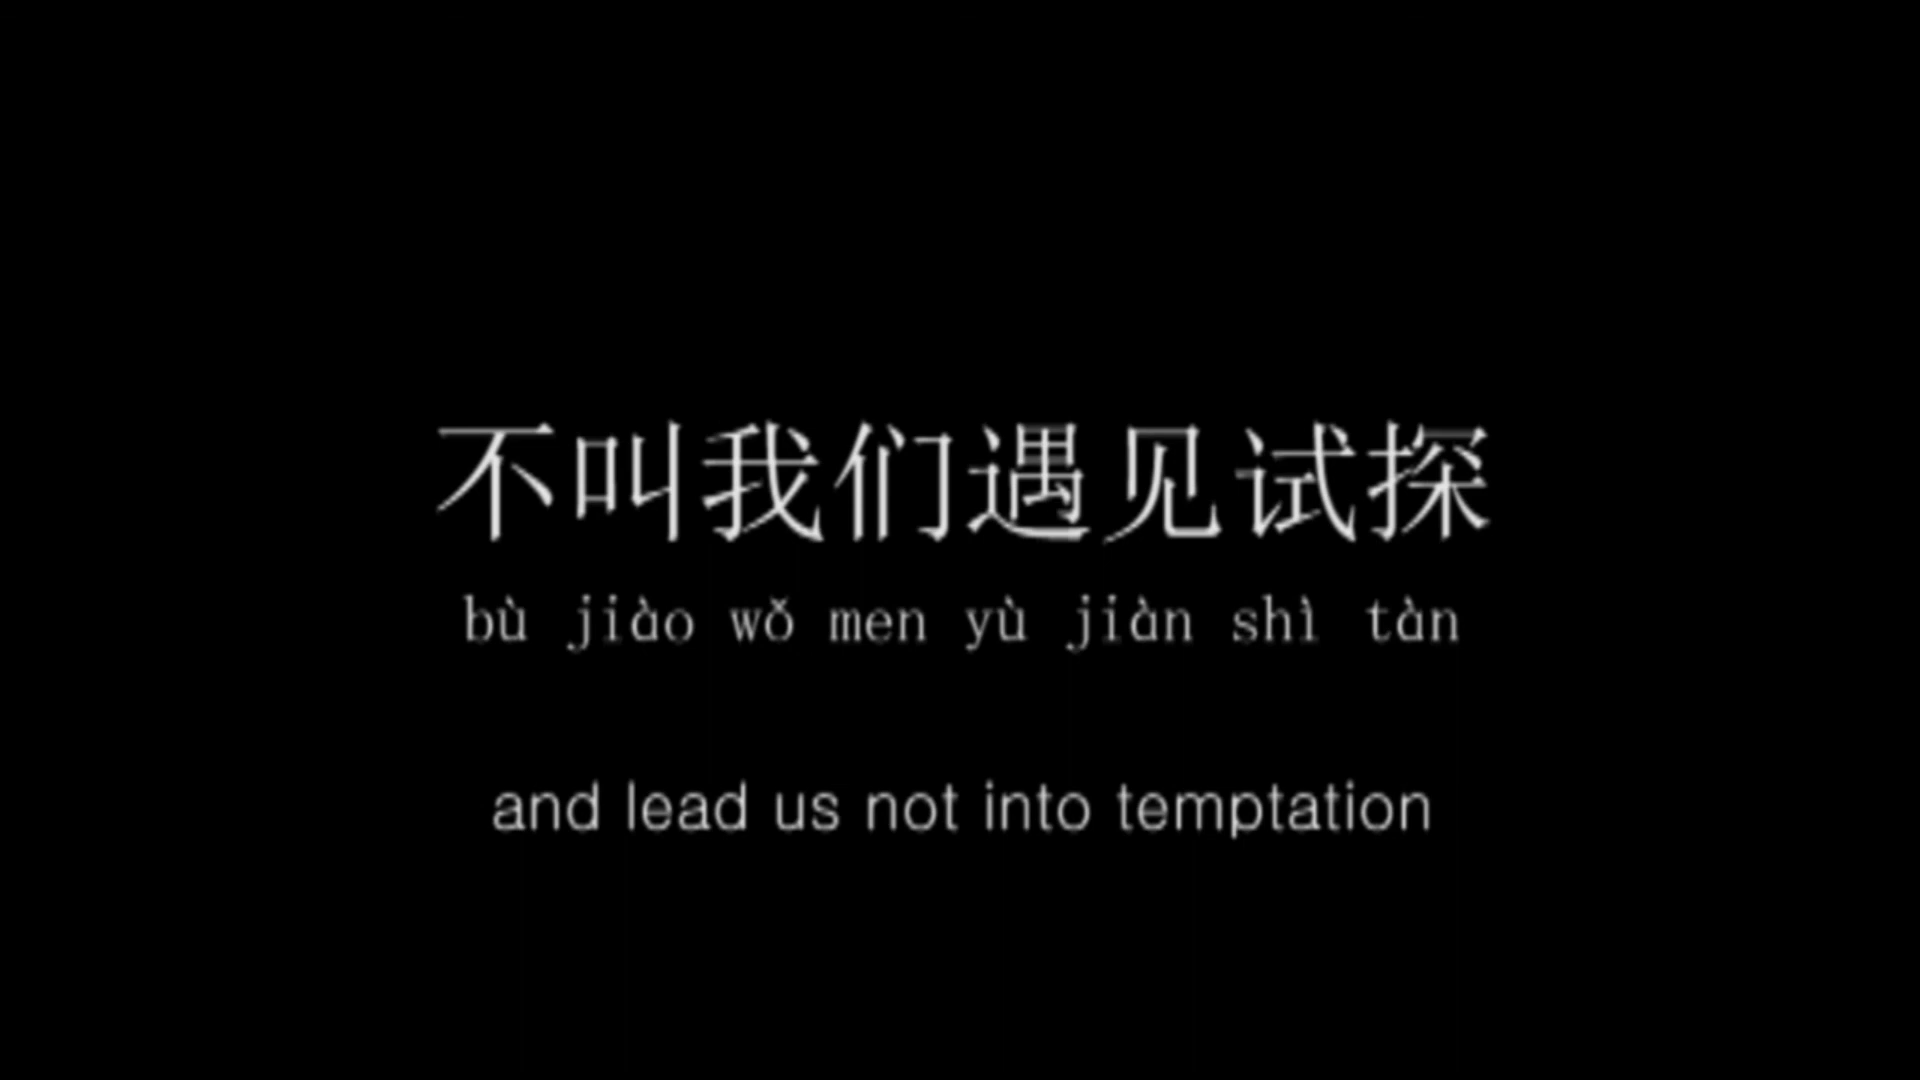 不叫我们遇见试探
bù jiào wǒ men yù jiàn shì tàn
and lead us not into temptation